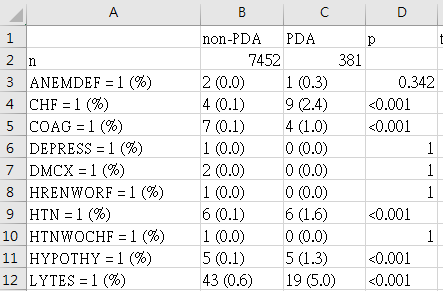 A B C D
1 non-PDA PDA p t
2 n 7452 381
3 ANEMDEF = 1 (%) 2 (0.0) 1 (0.3) 0.342
4 CHF = 1 (%) 4 (0.1) 9 (2.4) <0.001
5 COAG = 1 (%) 7 (0.1) 4 (1.0) <0.001
6 DEPRESS = 1 (%) 1 (0.0) 0 (0.0) 1
7 DMCX = 1 (%) 2 (0.0) 0 (0.0) 1
8 HRENWORF = 1 (%) 1 (0.0) 0 (0.0) 1
9 HTN = 1 (%) 6 (0.1) 6 (1.6) <0.001
10 HTNWOCHF = 1 (%) 1 (0.0) 0 (0.0) 1
11 HYPOTHY = 1 (%) 5 (0.1) 5 (1.3) <0.001
12 LYTES = 1 (%) 43 (0.6) 19 (5.0) <0.001